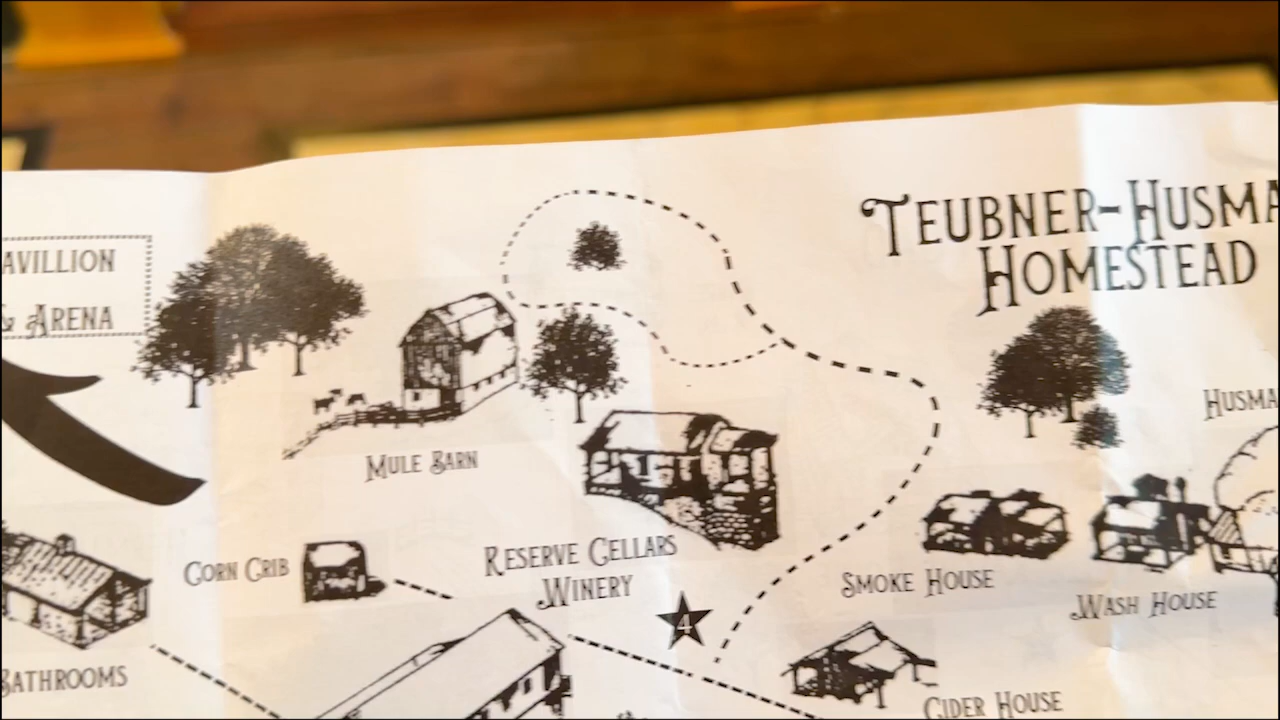 TEUBNER-HUSMA
HOMESTEAD
AVILLION
& ARENA
HUSMA
MULE BARN
CORN CRIB
RESERVE CELLARS
WINERY
4
SMOKE HOUSE
WASH HOUSE
BATHROOMS
CIDER HOUSE